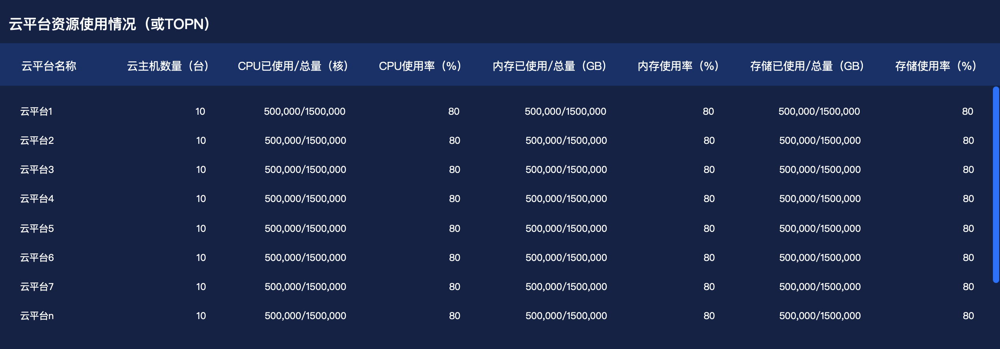 云平台资源使用情况（或TOPN）
云平台名称 云主机数量（台） CPU已使用/总量（核） CPU使用率（%） 内存已使用/总量（GB） 内存使用率（%） 存储已使用/总量（GB） 存储使用率（%）
云平台1 10 500,000/1500,000 80 500,000/1500,000 80 500,000/1500,000 80
云平台2 10 500,000/1500,000 80 500,000/1500,000 80 500,000/1500,000 80
云平台3 10 500,000/1500,000 80 500,000/1500,000 80 500,000/1500,000 80
云平台4 10 500,000/1500,000 80 500,000/1500,000 80 500,000/1500,000 80
云平台5 10 500,000/1500,000 80 500,000/1500,000 80 500,000/1500,000 80
云平台6 10 500,000/1500,000 80 500,000/1500,000 80 500,000/1500,000 80
云平台7 10 500,000/1500,000 80 500,000/1500,000 80 500,000/1500,000 80
云平台n 10 500,000/1500,000 80 500,000/1500,000 80 500,000/1500,000 80